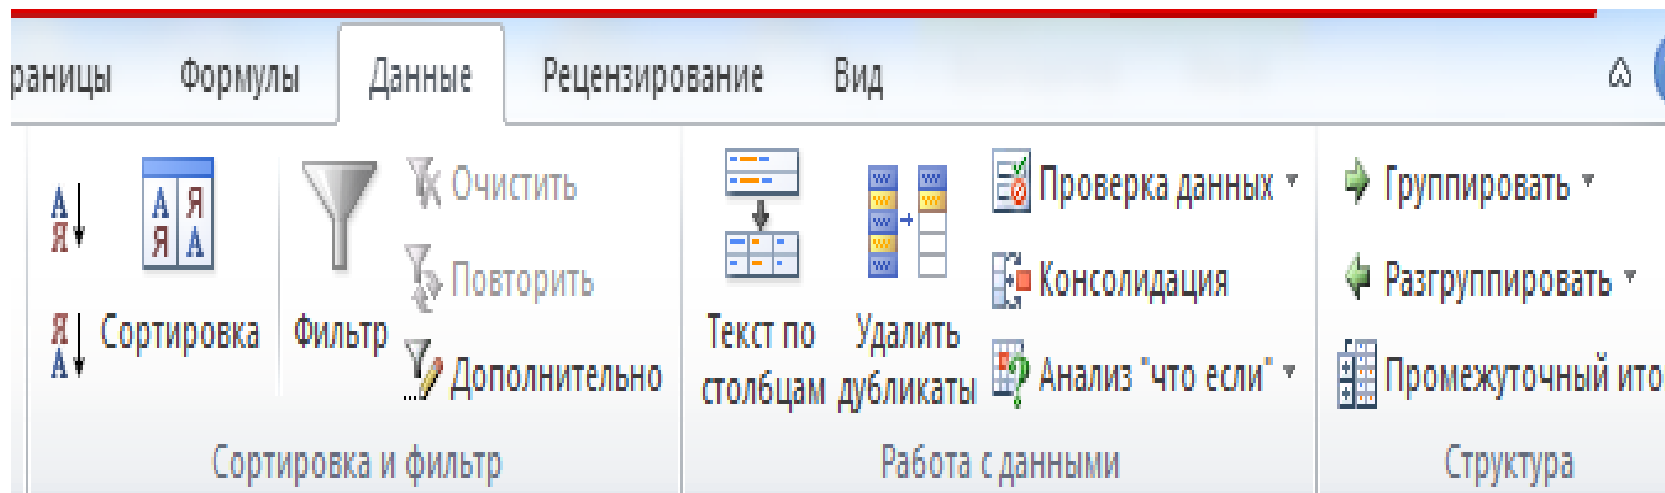 раницы Формулы Данные Рецензирование Вид
А
Я
Я
А
А Я
Я А
Сортировка
Фильтр
Очистить
Повторить
Дополнительно
Текст по
столбцам
Удалить
дубликаты
Проверка данных
Консолидация
Анализ "что если"
Группировать
Разгруппировать
Промежуточный ито
Сортировка и фильтр
Работа с данными
Структура